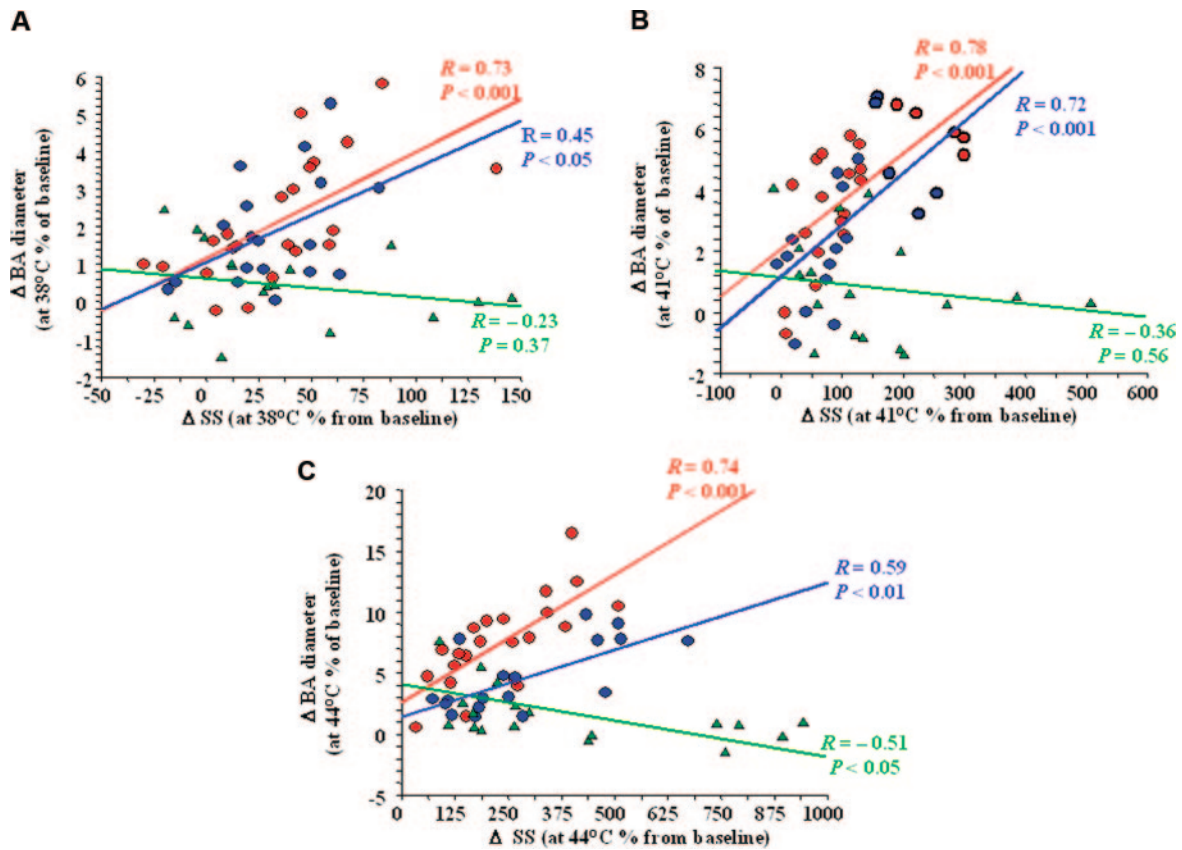 A
R = 0.73
P < 0.001
R = 0.45
P < 0.05
R = – 0.23
P = 0.37
Δ BA diameter
(at 38°C % of baseline)
6
5
4
3
2
1
0
-1
-2
-50 -25 0 25 50 75 100 125 150
Δ SS (at 38°C % from baseline)
B
R = 0.78
P < 0.001
R = 0.72
P < 0.001
R = – 0.36
P = 0.56
Δ BA diameter
(at 41°C % of baseline)
8
6
4
2
0
-2
-100 0 100 200 300 400 500 600
Δ SS (at 41°C % from baseline)
C
R = 0.74
P < 0.001
R = 0.59
P < 0.01
R = –0.51
P < 0.05
Δ BA diameter
(at 44°C % of baseline)
20
15
10
5
0
-5
0 125 250 375 500 625 750 875 1000
Δ SS (at 44°C % from baseline)